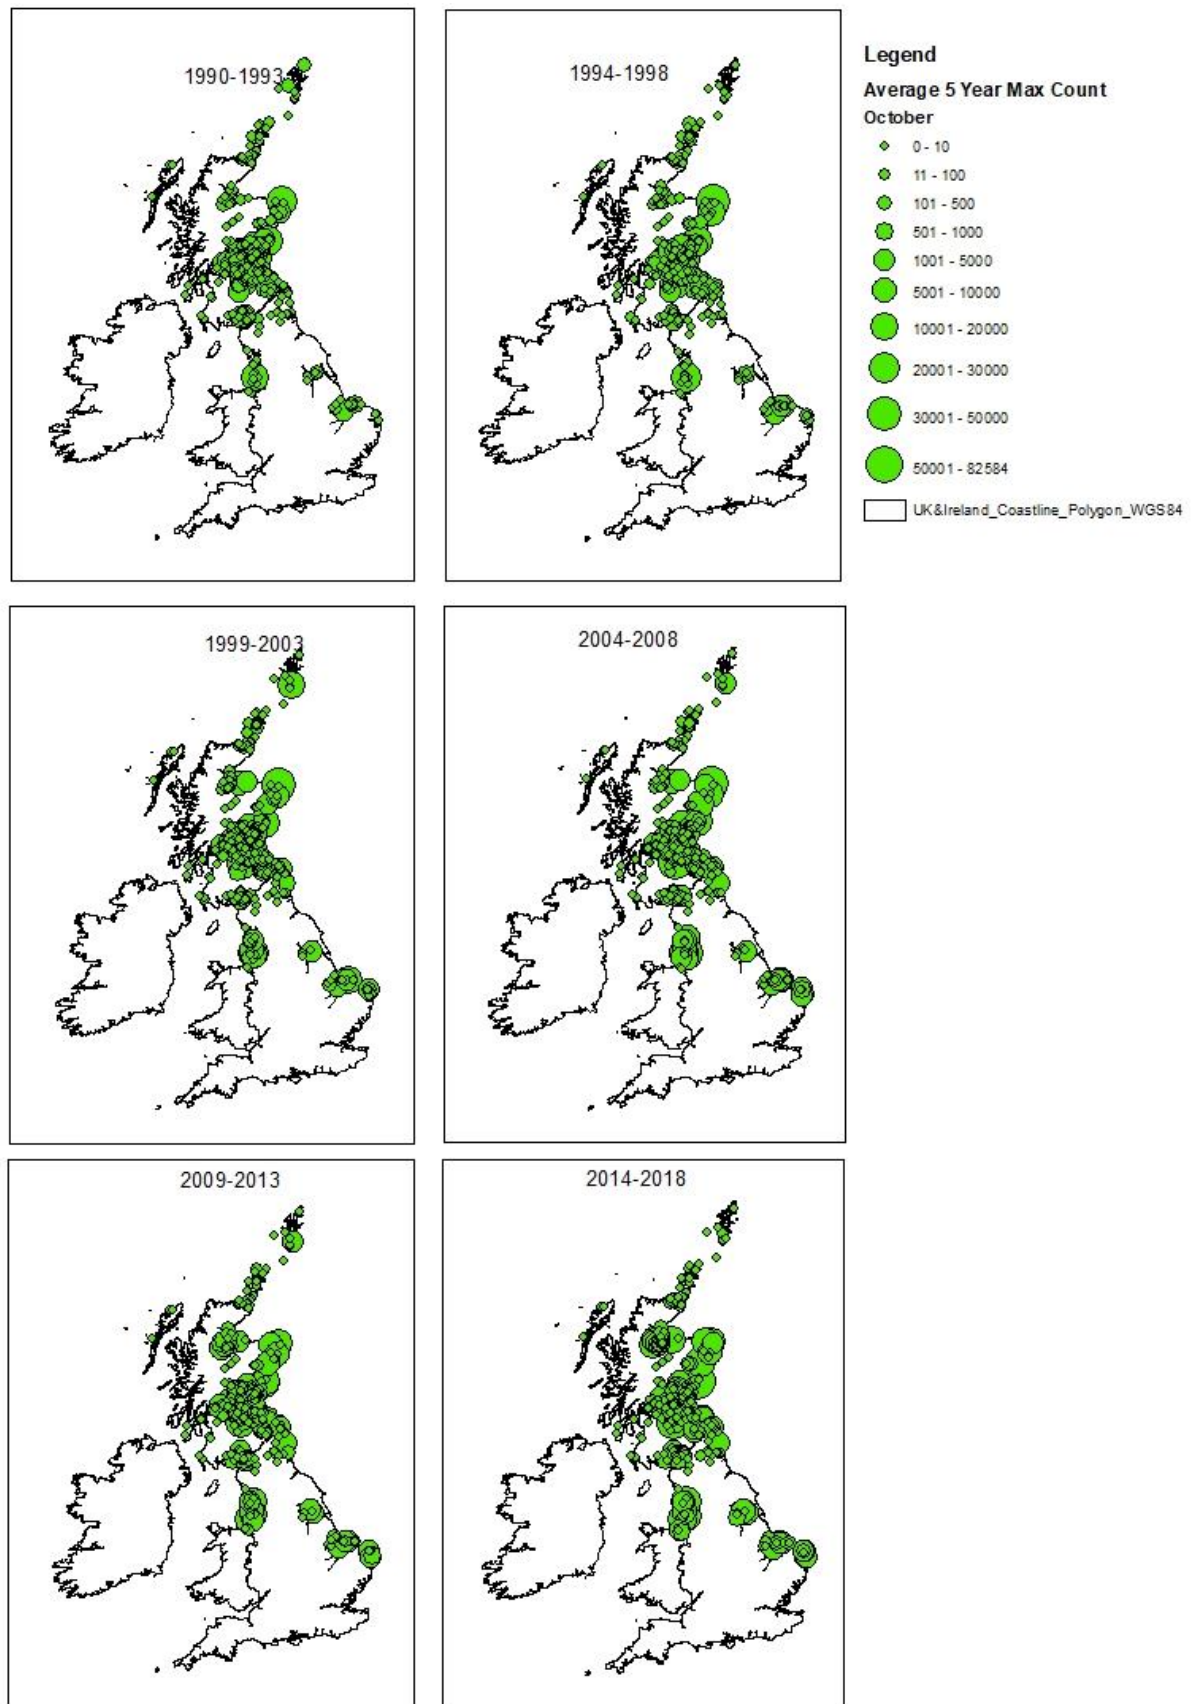 1990-1993
1994-1998
Legend
Average 5 Year Max Count
October
0 - 10
11 - 100
101 - 500
501 - 1000
1001 - 5000
5001 - 10000
10001 - 20000
20001 - 30000
30001 - 50000
50001 - 82584
UK&Ireland_Coastline_Polygon_WGS84
1999-2003
2004-2008
2009-2013
2014-2018